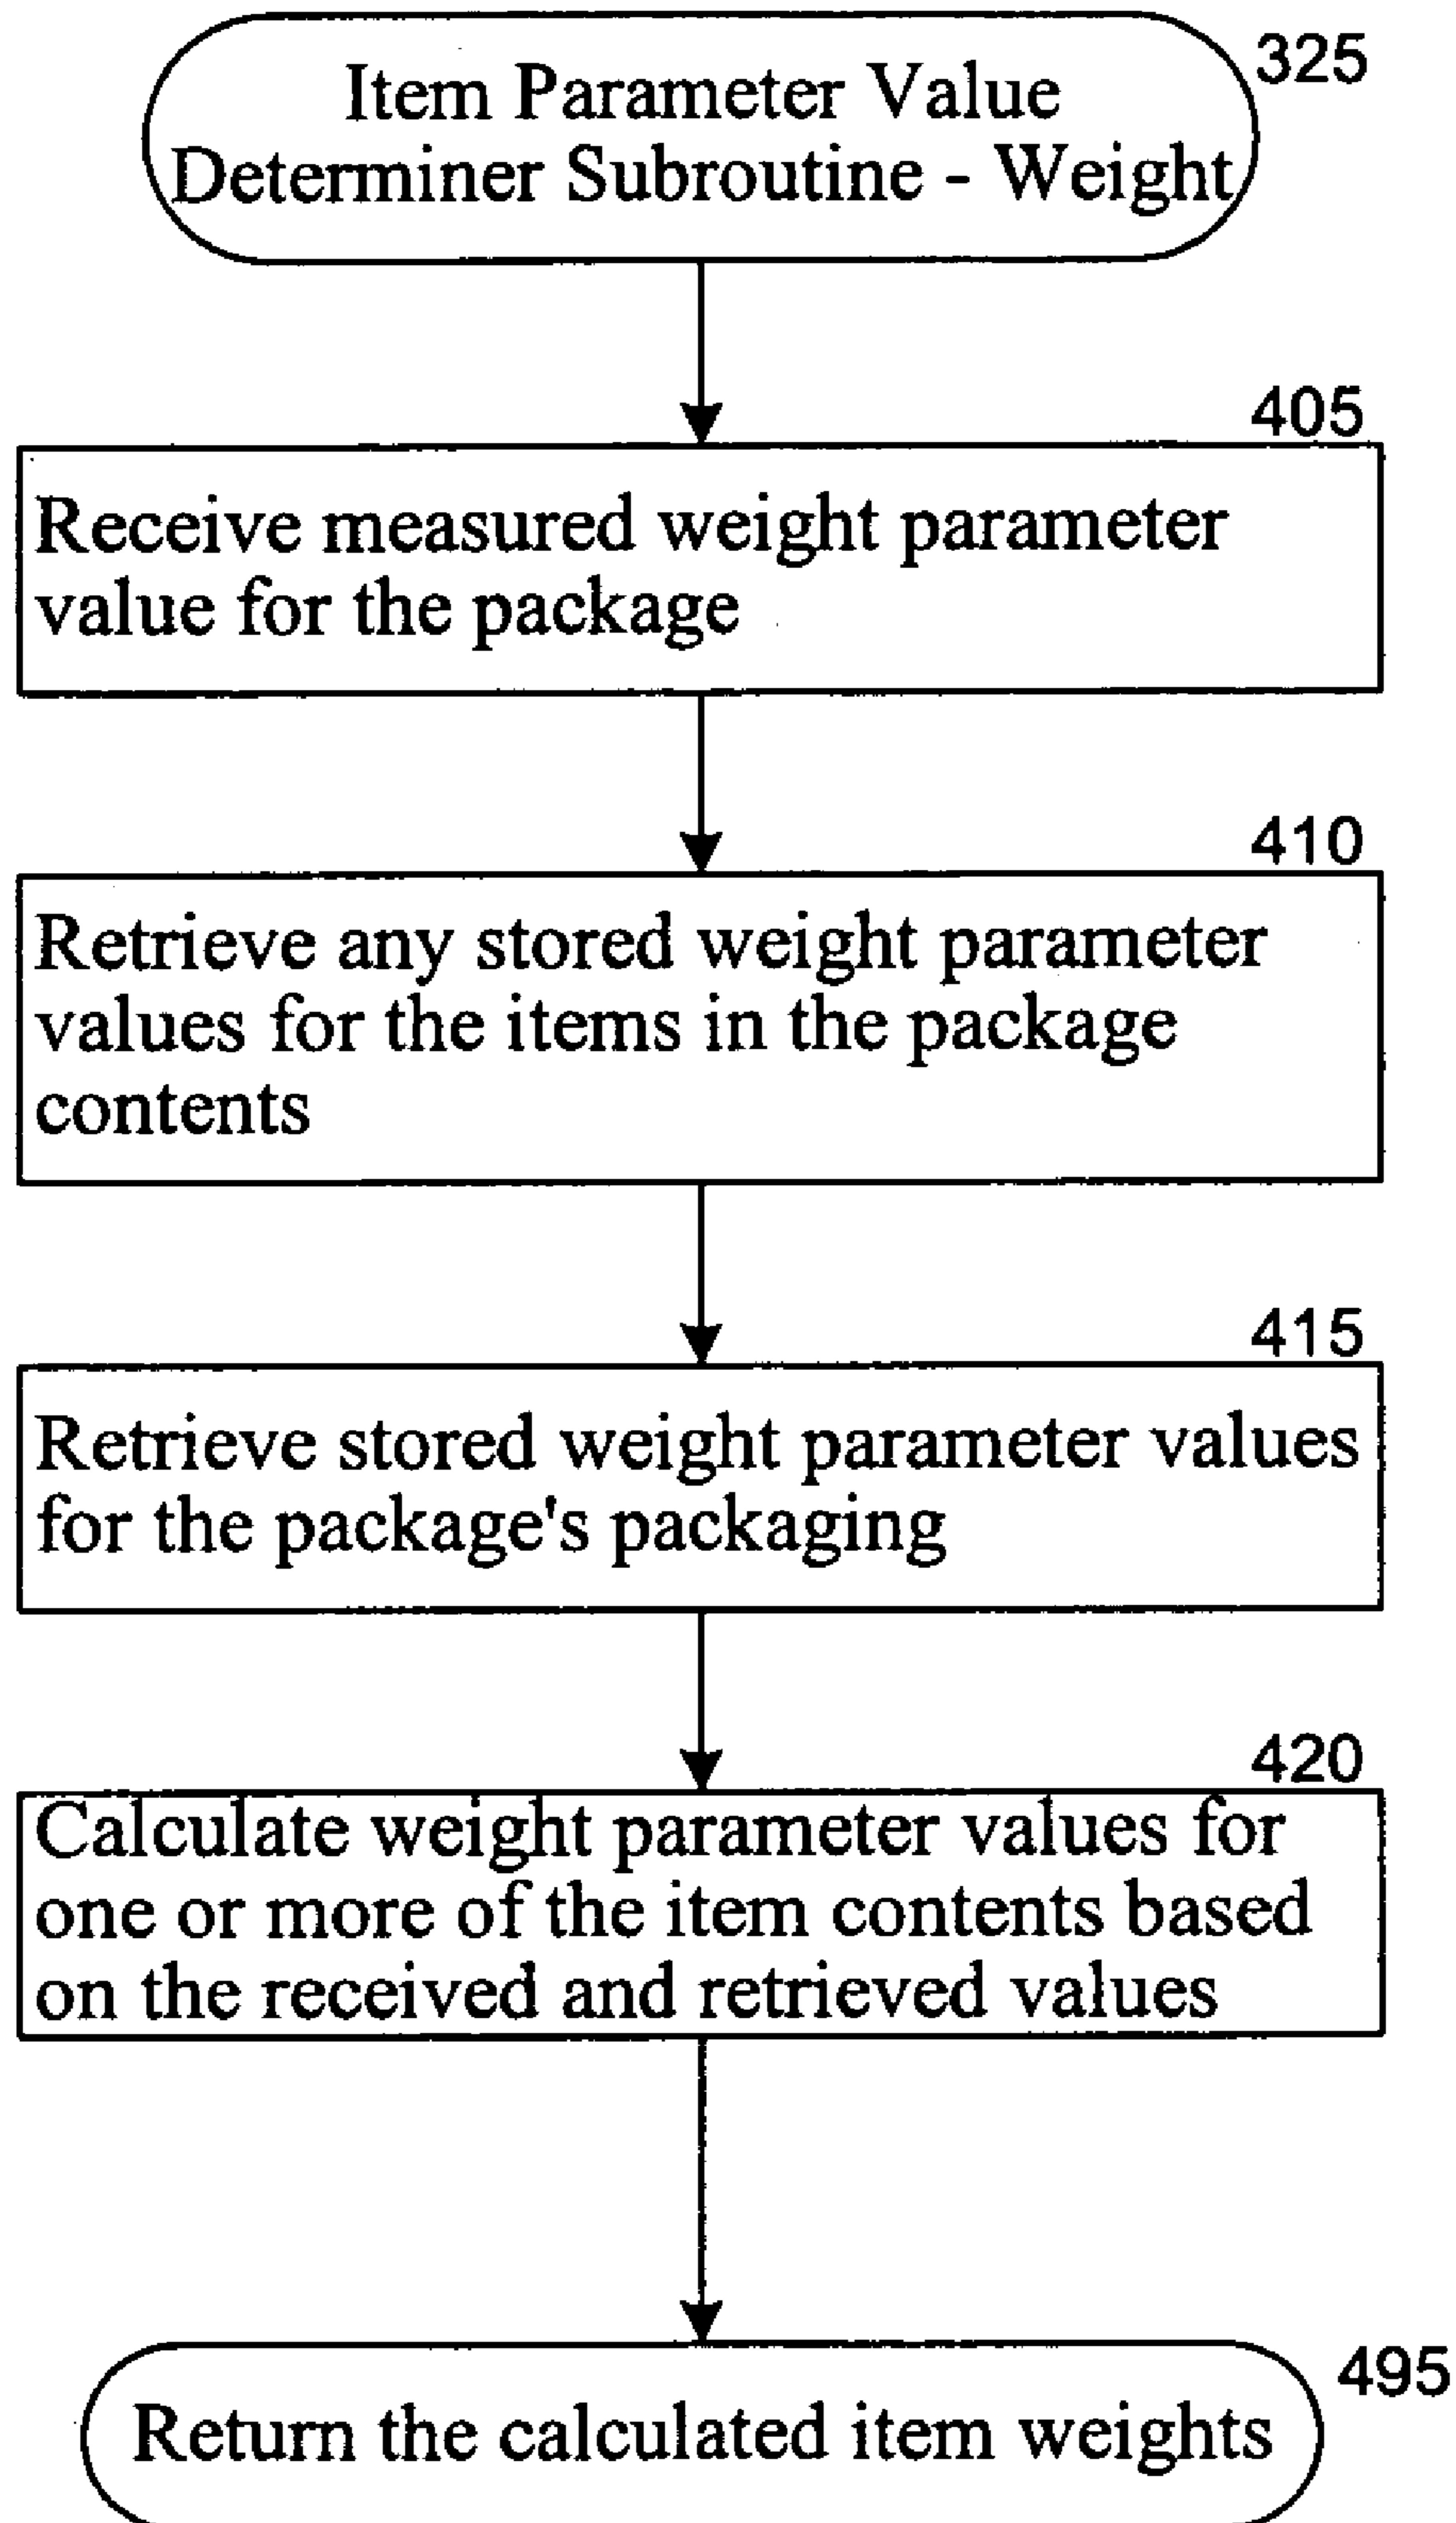 325
Item Parameter Value
Determiner Subroutine - Weight
405
Receive measured weight parameter
value for the package
410
Retrieve any stored weight parameter
values for the items in the package
contents
415
Retrieve stored weight parameter values
for the package's packaging
420
Calculate weight parameter values for
one or more of the item contents based
on the received and retrieved values
495
Return the calculated item weights